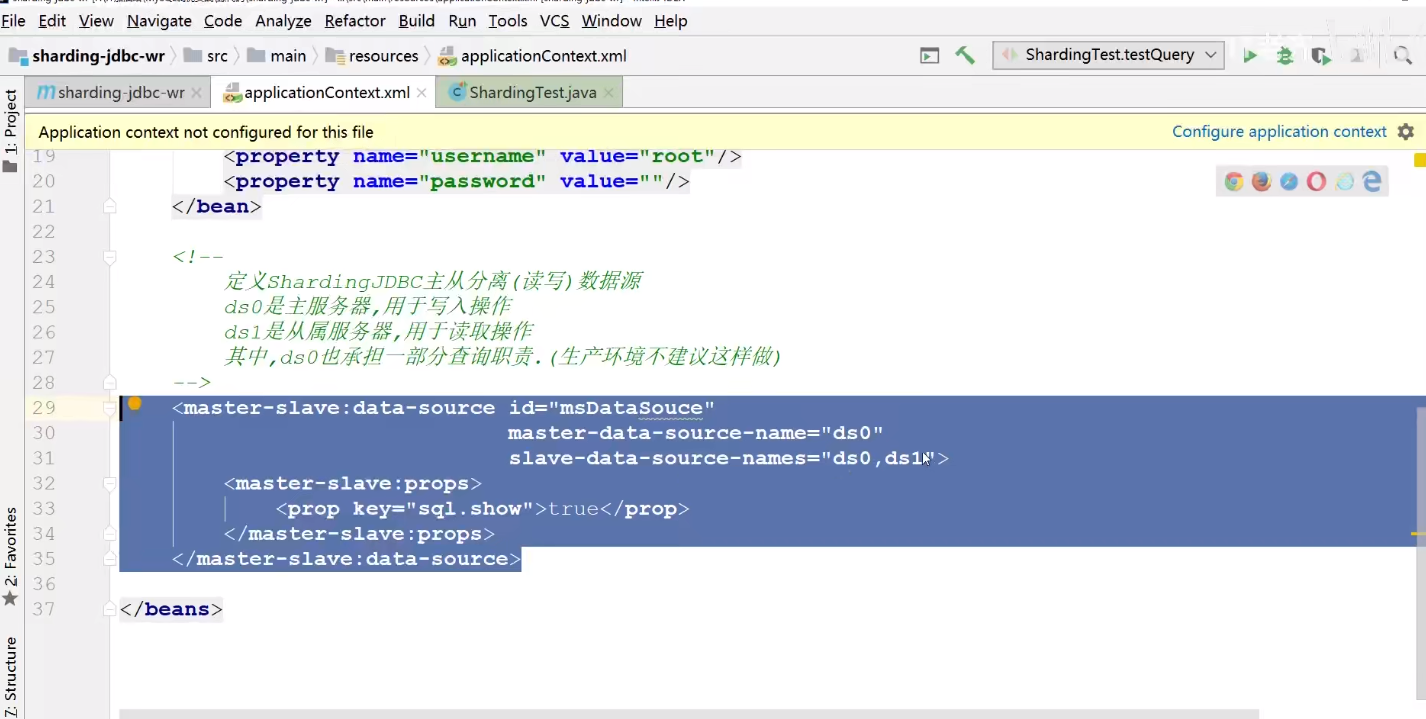 File Edit View Navigate Code Analyze Refactor Build Run Tools VCS Window Help
sharding-jdbc-wr src main resources applicationContext.xml ShardingTest.testQuery
sharding-jdbc-wr applicationContext.xml ShardingTest.java
Application context not configured for this file Configure application context
1: Project
2: Favorites
Z: Structure
19 <property name="username" value="root"/>
20 <property name="password" value=""/>
21 </bean>
22
23 <!--
24 定义ShardingJDBC主从分离(读写)数据源
25 ds0是主服务器,用于写入操作
26 ds1是从属服务器,用于读取操作
27 其中,ds0也承担一部分查询职责.(生产环境不建议这样做)
28 -->
29 <master-slave:data-source id="msDataSouce"
30 master-data-source-name="ds0"
31 slave-data-source-names="ds0,ds1">
32 <master-slave:props>
33 <prop key="sql.show">true</prop>
34 </master-slave:props>
35 </master-slave:data-source>
36
37 </beans>